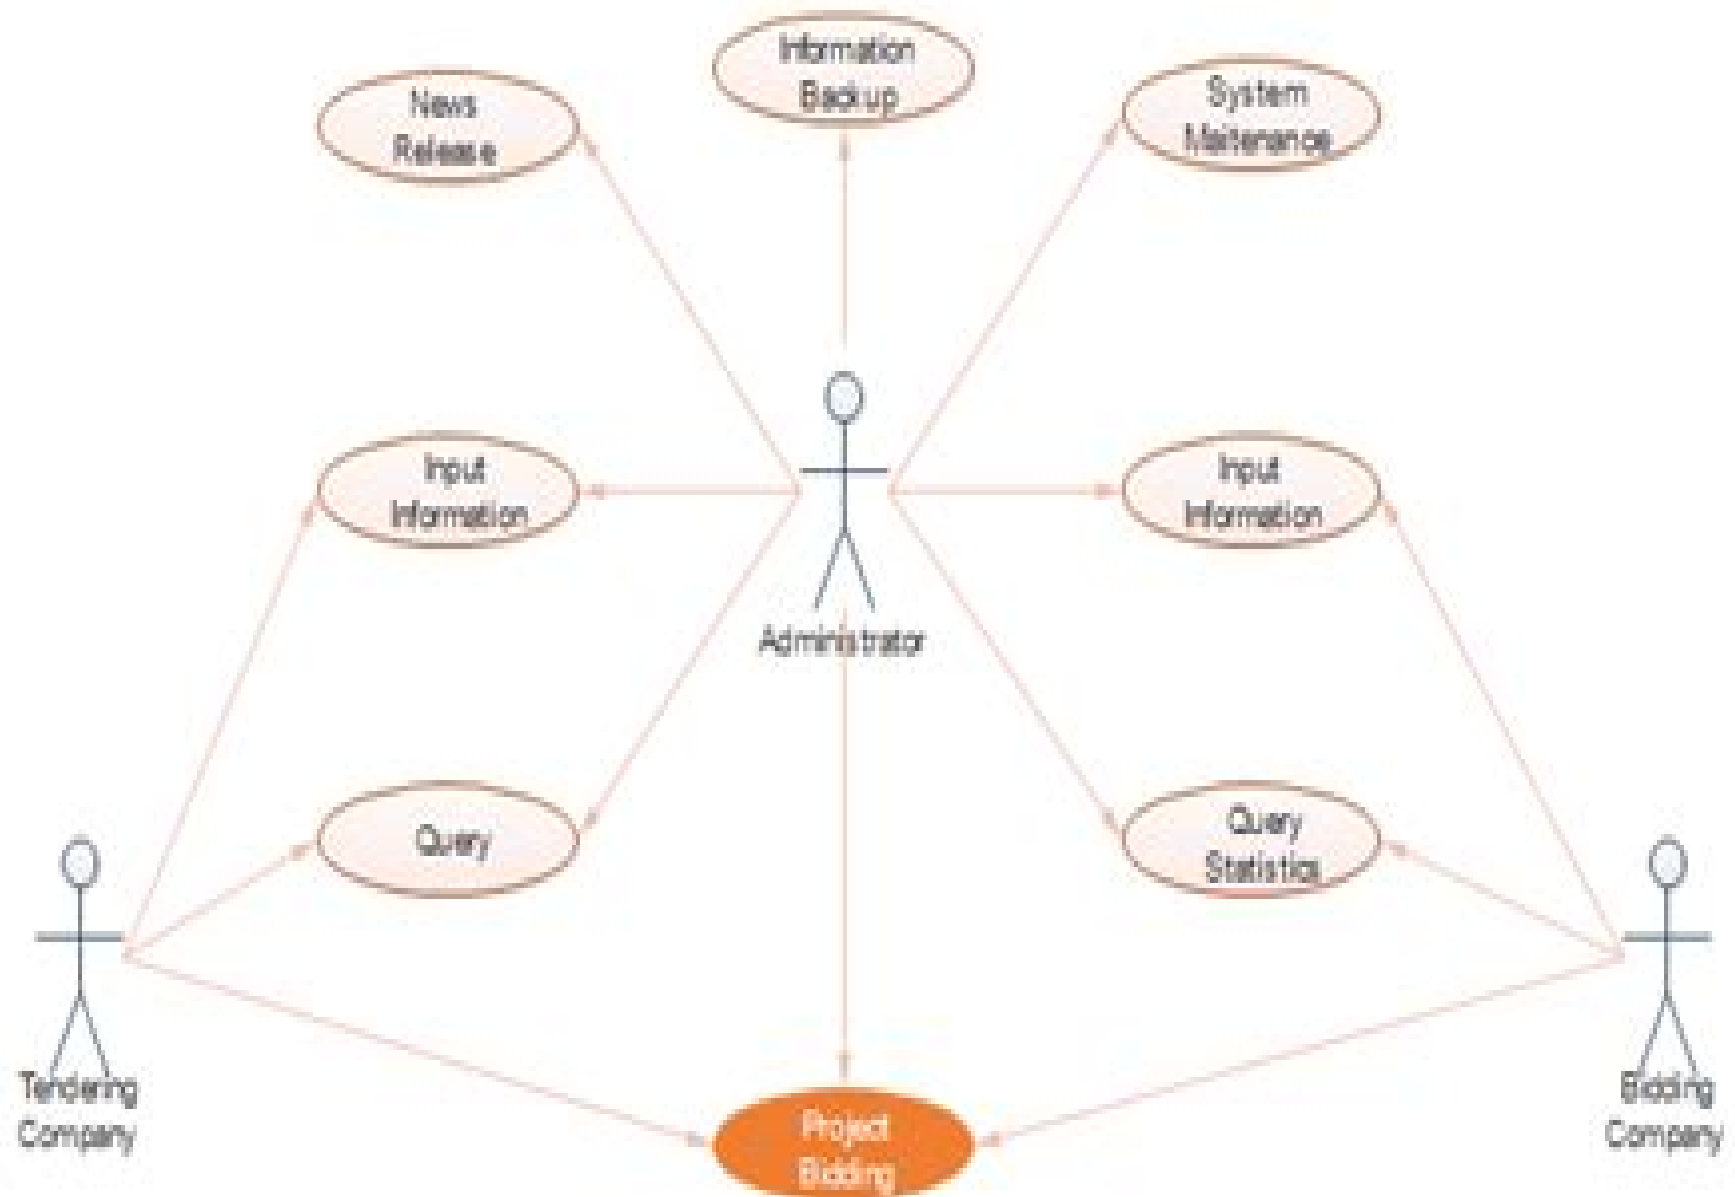 Information
Backup
News
Release
System
Maitenance
Input
Information
Input
Information
Administrator
Query
Query
Statistics
Tendering
Company
Bidding
Company
Project
Bidding